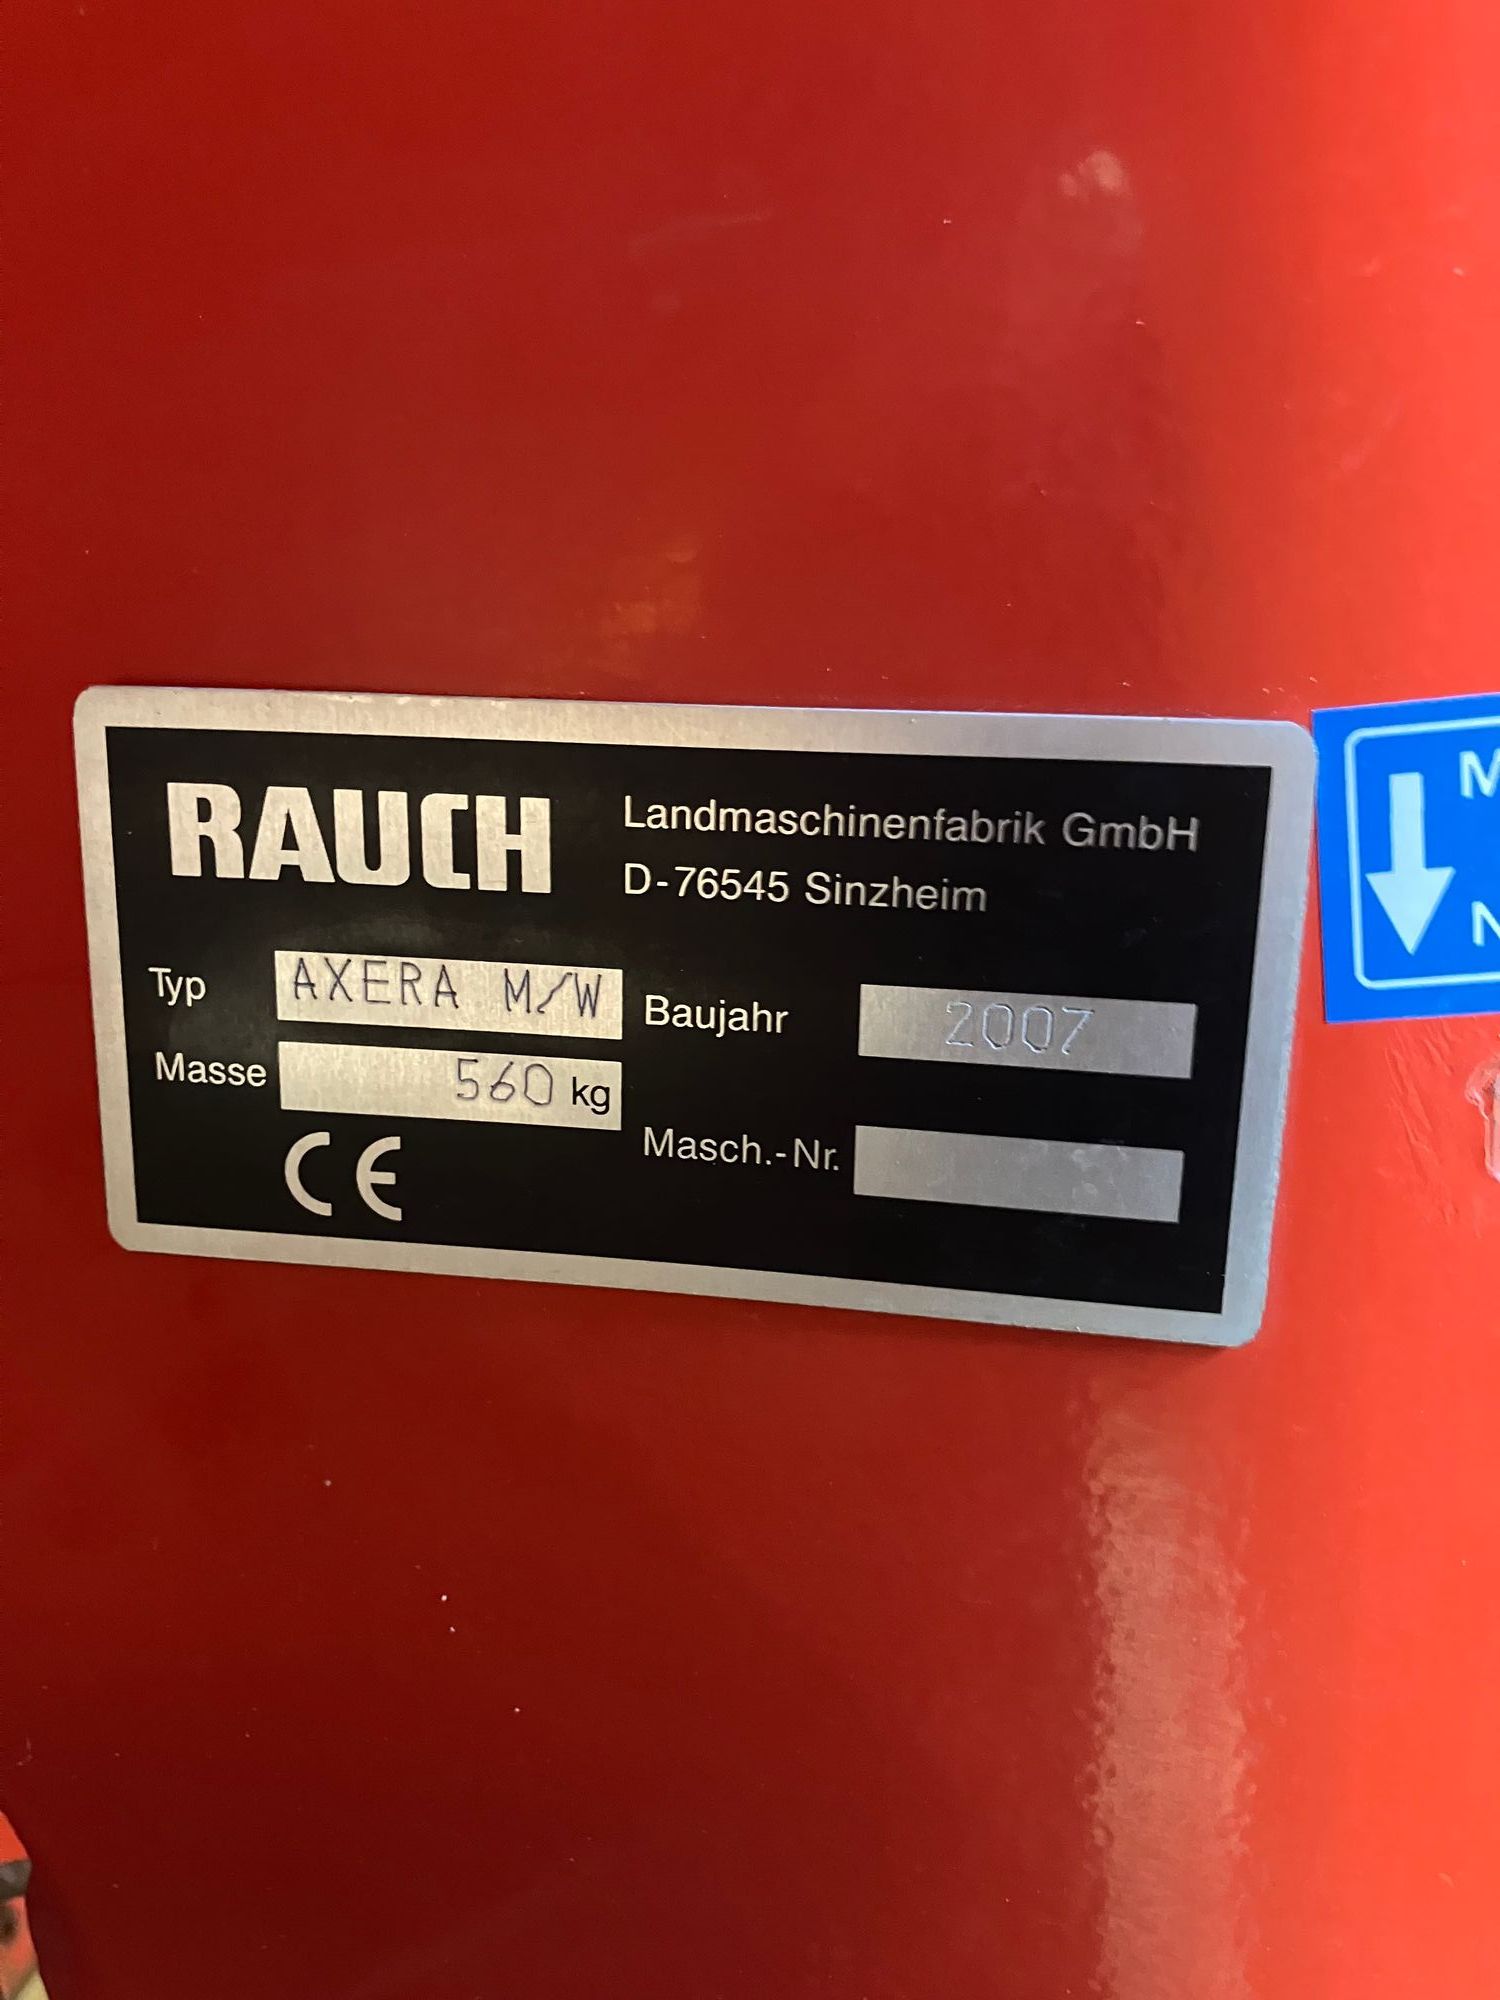 RAUCH
Landmaschinenfabrik GmbH
D-76545 Sinzheim
Typ AXERA M/W
Baujahr 2007
Masse 560 kg
Masch.-Nr.
CE
M
N